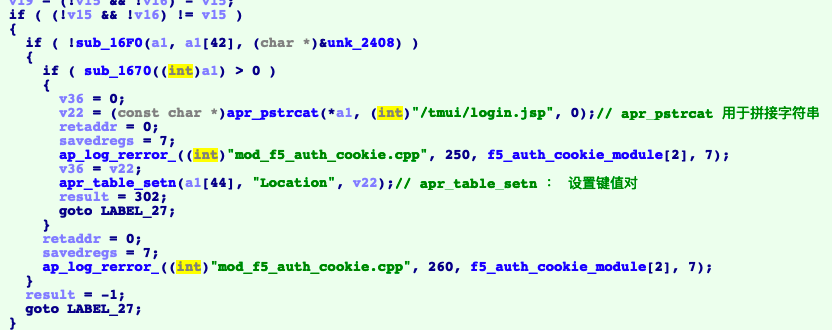 v19 = (!v15 && !v16) - v15;
if ( (!v15 && !v16) != v15 )
{
if ( !sub_16F0(a1, a1[42], (char *)&unk_2408) )
{
if ( sub_1670((int)a1) > 0 )
{
v36 = 0;
v22 = (const char *)apr_pstrcat(*a1, (int)"/tmui/login.jsp", 0);// apr_pstrcat 用于拼接字符串
retaddr = 0;
savedregs = 7;
ap_log_rerror_((int)"mod_f5_auth_cookie.cpp", 250, f5_auth_cookie_module[2], 7);
v36 = v22;
apr_table_setn(a1[44], "Location", v22);// apr_table_setn : 设置键值对
result = 302;
goto LABEL_27;
}
retaddr = 0;
savedregs = 7;
ap_log_rerror_((int)"mod_f5_auth_cookie.cpp", 260, f5_auth_cookie_module[2], 7);
}
result = -1;
goto LABEL_27;
}